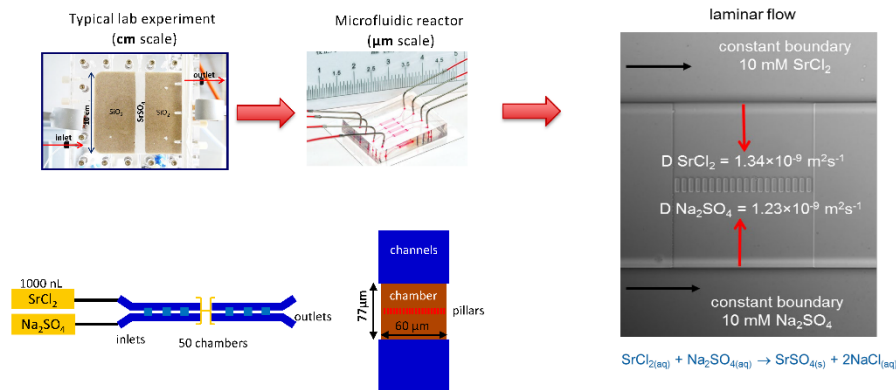 Typical lab experiment
(cm scale)
outlet
SiO₂
SrSO₄
SiO₂
10 cm
inlet
Microfluidic reactor
(µm scale)
laminar flow
constant boundary
10 mM SrCl₂
D SrCl₂ = 1.34×10⁻⁹ m²s⁻¹
D Na₂SO₄ = 1.23×10⁻⁹ m²s⁻¹
constant boundary
10 mM Na₂SO₄
SrCl₂(aq) + Na₂SO₄(aq) → SrSO₄(s) + 2NaCl(aq)
1000 nL
SrCl₂
Na₂SO₄
inlets
50 chambers
outlets
channels
chamber
77µm
60 µm
pillars